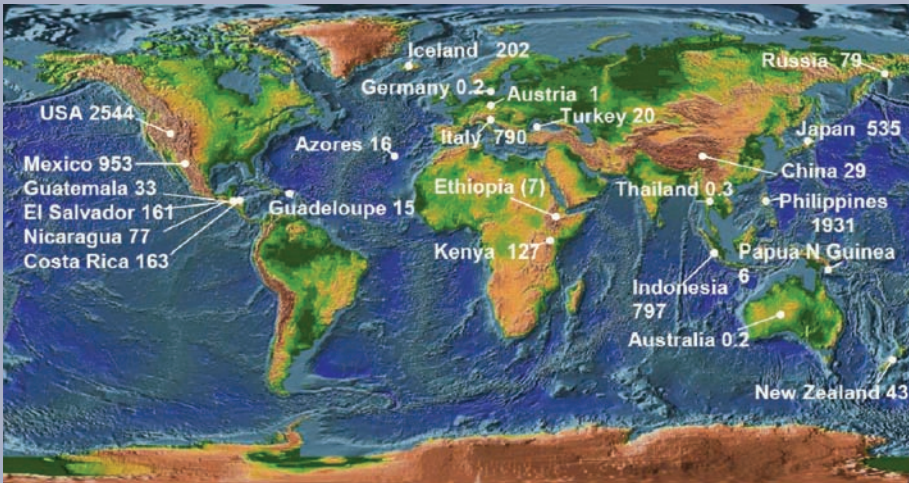 Iceland 202
Russia 79
Germany 0.2
Austria 1
USA 2544
Turkey 20
Italy 790
Japan 535
Azores 16
Mexico 953
China 29
Guatemala 33
Ethiopia (7)
Thailand 0.3
El Salvador 161
Guadeloupe 15
Philippines
1931
Nicaragua 77
Costa Rica 163
Kenya 127
Papua N Guinea
6
Indonesia
797
Australia 0.2
New Zealand 43